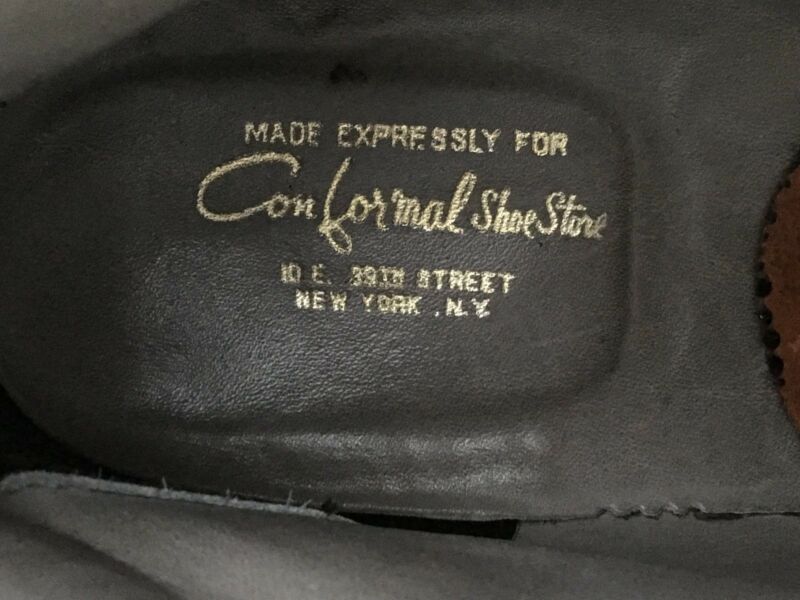 MADE EXPRESSLY FOR
Conformal Shoe Store
10 E. 39TH STREET
NEW YORK . N.Y.